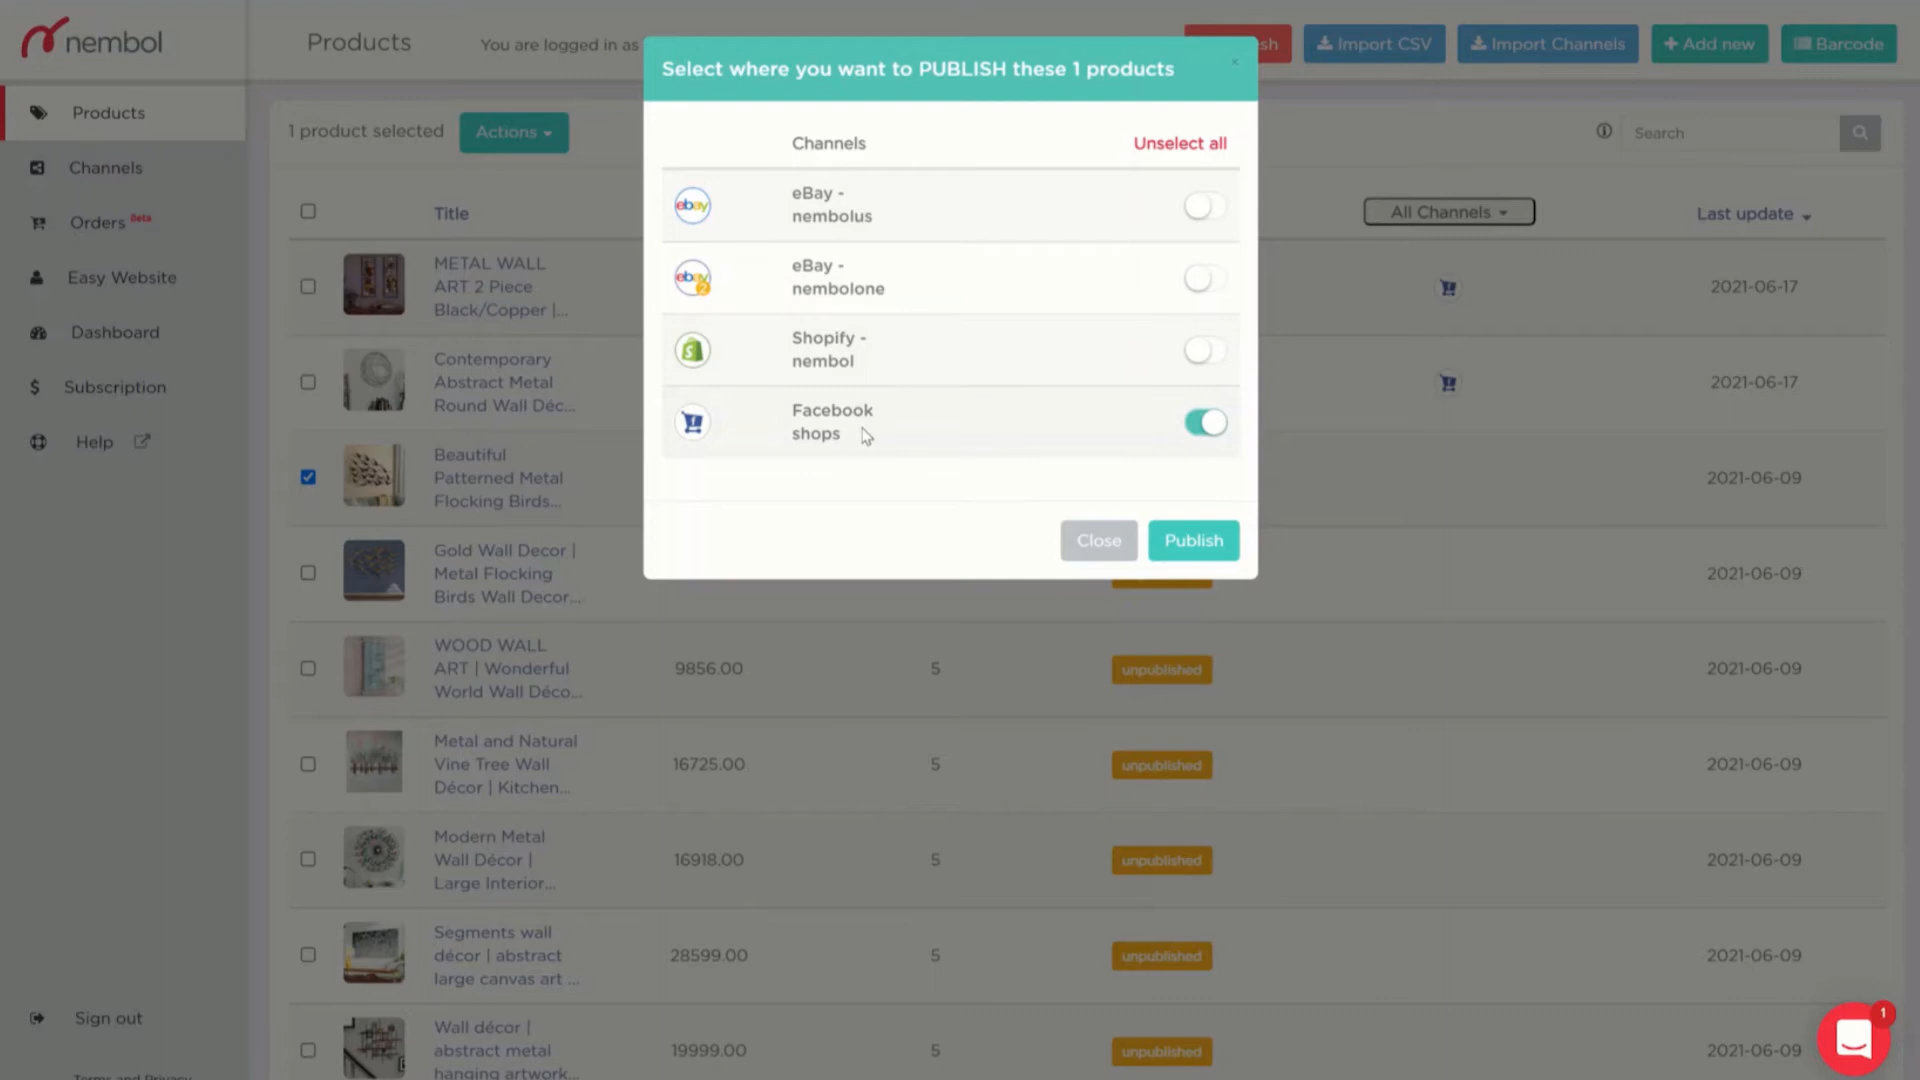 nembol
Products
You are logged in as
sh
Import CSV
Import Channels
+ Add new
Barcode
Select where you want to PUBLISH these 1 products
×
Products
Channels
Orders Beta
Easy Website
Dashboard
Subscription
Help
Sign out
1 product selected
Actions
Search
Channels
Unselect all
ebay
eBay -
nembolus
ebay 2
eBay -
nembolone
Shopify -
nembol
Facebook
shops
Close
Publish
Title
All Channels
Last update
METAL WALL
ART 2 Piece
Black/Copper |...
2021-06-17
Contemporary
Abstract Metal
Round Wall Déc...
2021-06-17
Beautiful
Patterned Metal
Flocking Birds...
2021-06-09
Gold Wall Decor |
Metal Flocking
Birds Wall Decor...
2021-06-09
WOOD WALL
ART | Wonderful
World Wall Déco...
9856.00
5
unpublished
2021-06-09
Metal and Natural
Vine Tree Wall
Décor | Kitchen...
16725.00
5
unpublished
2021-06-09
Modern Metal
Wall Décor |
Large Interior...
16918.00
5
unpublished
2021-06-09
Segments wall
décor | abstract
large canvas art ...
28599.00
5
unpublished
2021-06-09
Wall décor |
abstract metal
hanging artwork...
19999.00
5
unpublished
2021-06-09
Terms and Privacy
1